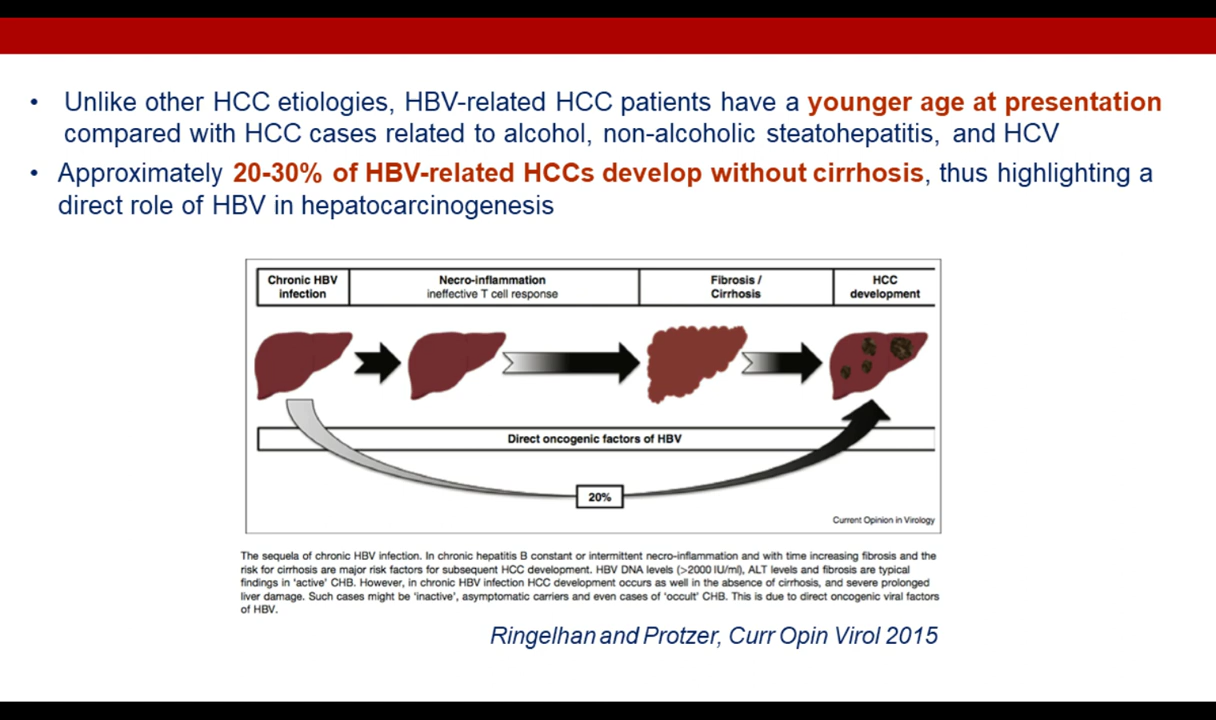 • Unlike other HCC etiologies, HBV-related HCC patients have a younger age at presentation
compared with HCC cases related to alcohol, non-alcoholic steatohepatitis, and HCV
• Approximately 20-30% of HBV-related HCCs develop without cirrhosis, thus highlighting a
direct role of HBV in hepatocarcinogenesis
Chronic HBV
infection
Necro-inflammation
ineffective T cell response
Fibrosis /
Cirrhosis
HCC
development
Direct oncogenic factors of HBV
20%
Current Opinion in Virology
The sequela of chronic HBV infection. In chronic hepatitis B constant or intermittent necro-inflammation and with time increasing fibrosis and the
risk for cirrhosis are major risk factors for subsequent HCC development. HBV DNA levels (>2000 IU/ml), ALT levels and fibrosis are typical
findings in 'active' CHB. However, in chronic HBV infection HCC development occurs as well in the absence of cirrhosis, and severe prolonged
liver damage. Such cases might be 'inactive', asymptomatic carriers and even cases of 'occult' CHB. This is due to direct oncogenic viral factors
of HBV.
Ringelhan and Protzer, Curr Opin Virol 2015